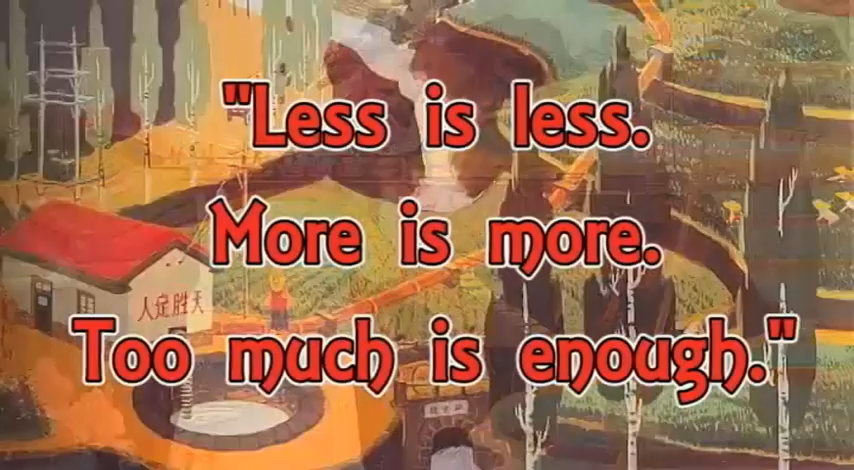 "Less is less.
More is more.
Too much is enough."
人定胜天